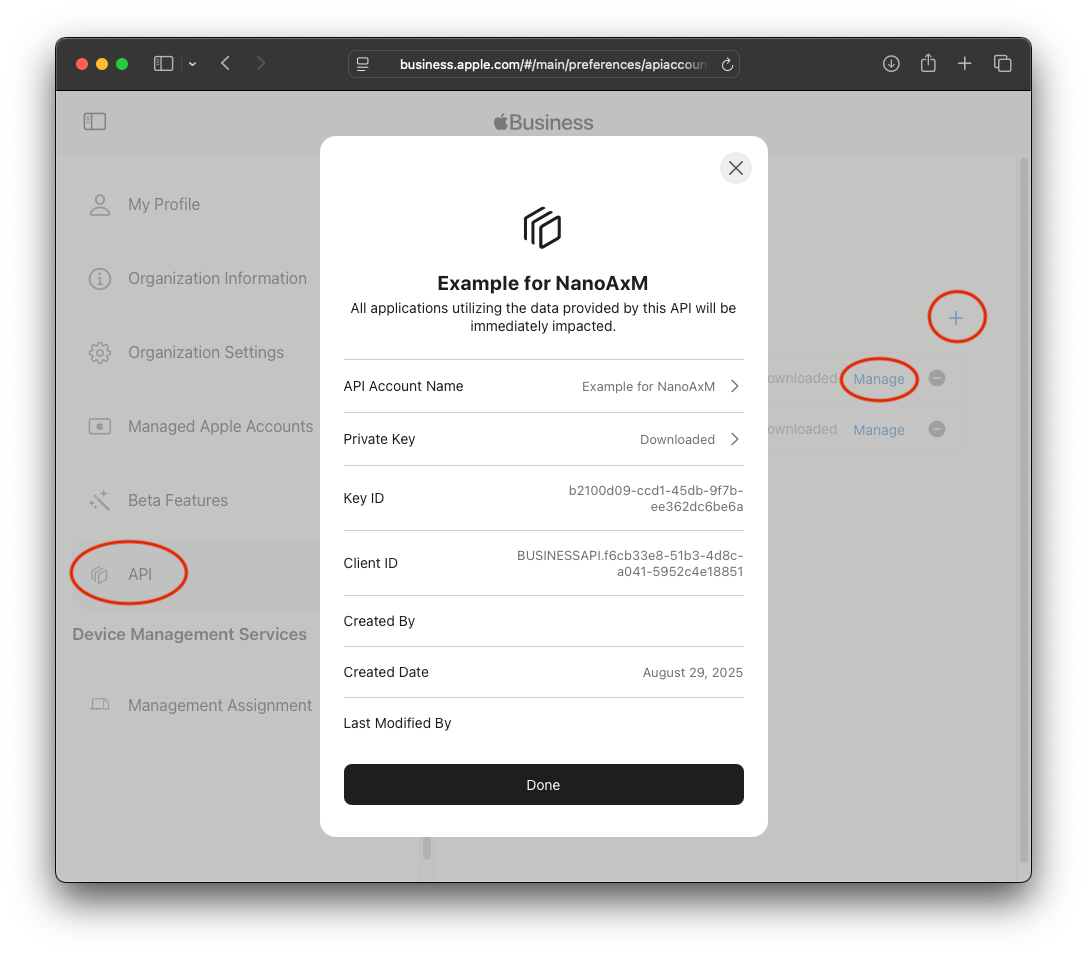 business.apple.com/#/main/preferences/apiaccoun
Business
My Profile
Organization Information
Organization Settings
Managed Apple Accounts
Beta Features
API
Device Management Services
Management Assignment
Example for NanoAxM
All applications utilizing the data provided by this API will be
immediately impacted.
API Account Name
Example for NanoAxM
Private Key
Downloaded
Key ID
b2100d09-ccd1-45db-9f7b-
ee362dc6be6a
Client ID
BUSINESSAPI.f6cb33e8-51b3-4d8c-
a041-5952c4e18851
Created By
Created Date
August 29, 2025
Last Modified By
Done
ownloaded
Manage
ownloaded
Manage